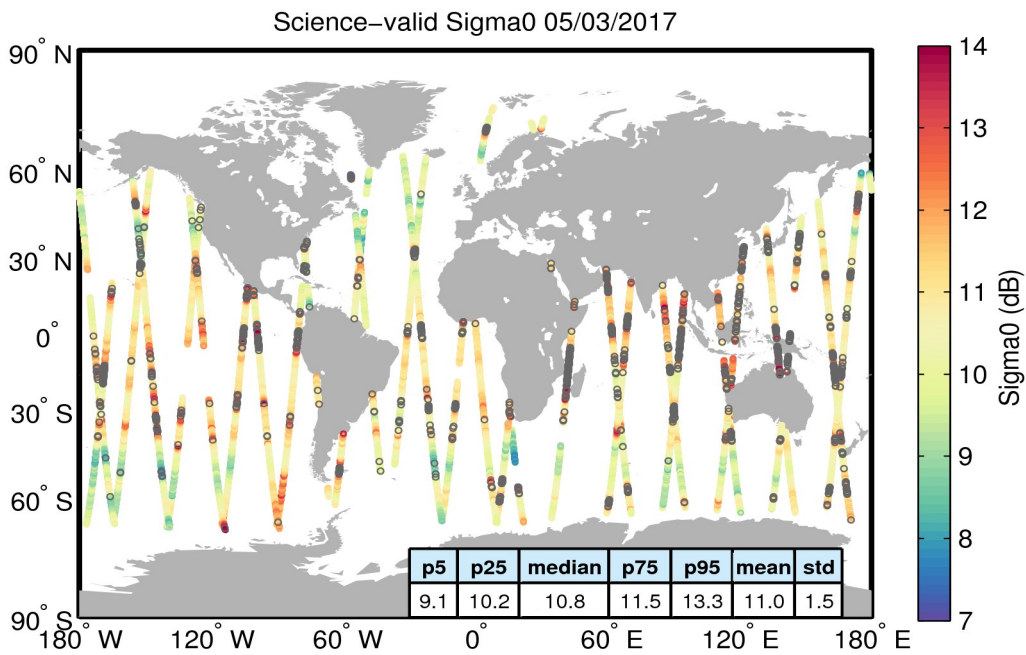 Science−valid Sigma0 05/03/2017
90° N
60° N
30° N
0°
30° S
60° S
90° S
180° W
120° W
60° W
0°
60° E
120° E
180° E
p5 p25 median p75 p95 mean std
9.1 10.2 10.8 11.5 13.3 11.0 1.5
14
13
12
11
10
9
8
7
Sigma0 (dB)